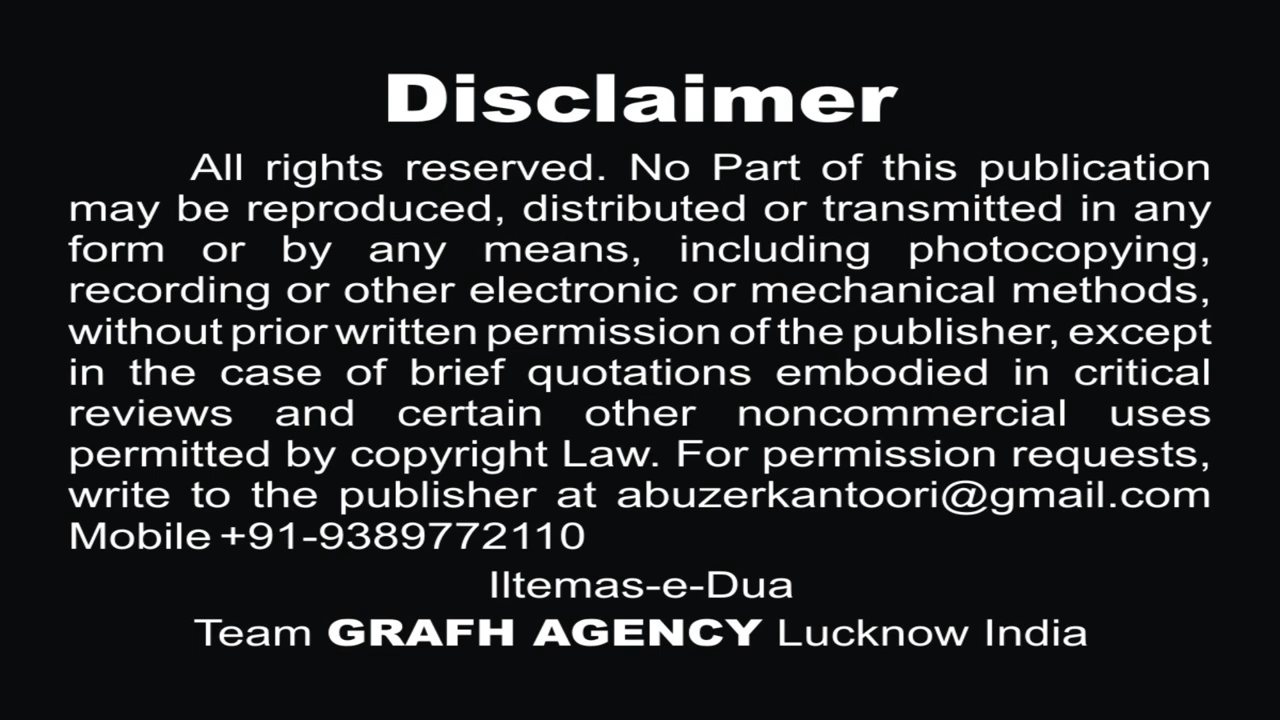 Disclaimer
All rights reserved. No Part of this publication
may be reproduced, distributed or transmitted in any
form or by any means, including photocopying,
recording or other electronic or mechanical methods,
without prior written permission of the publisher, except
in the case of brief quotations embodied in critical
reviews and certain other noncommercial uses
permitted by copyright Law. For permission requests,
write to the publisher at abuzerkantoori@gmail.com
Mobile +91-9389772110
Iltemas-e-Dua
Team GRAFH AGENCY Lucknow India